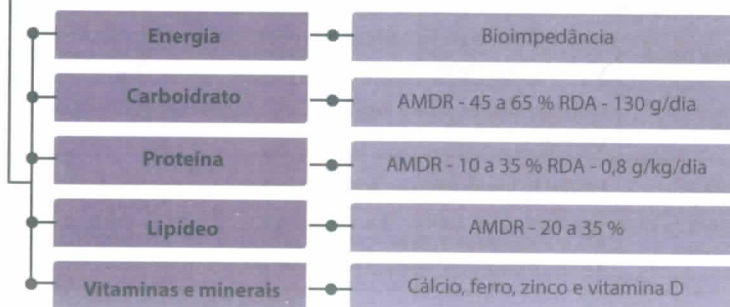 Energia Bioimpedância
Carboidrato AMDR - 45 a 65 % RDA - 130 g/dia
Proteína AMDR - 10 a 35 % RDA - 0,8 g/kg/dia
Lipídeo AMDR - 20 a 35 %
Vitaminas e minerais Cálcio, ferro, zinco e vitamina D